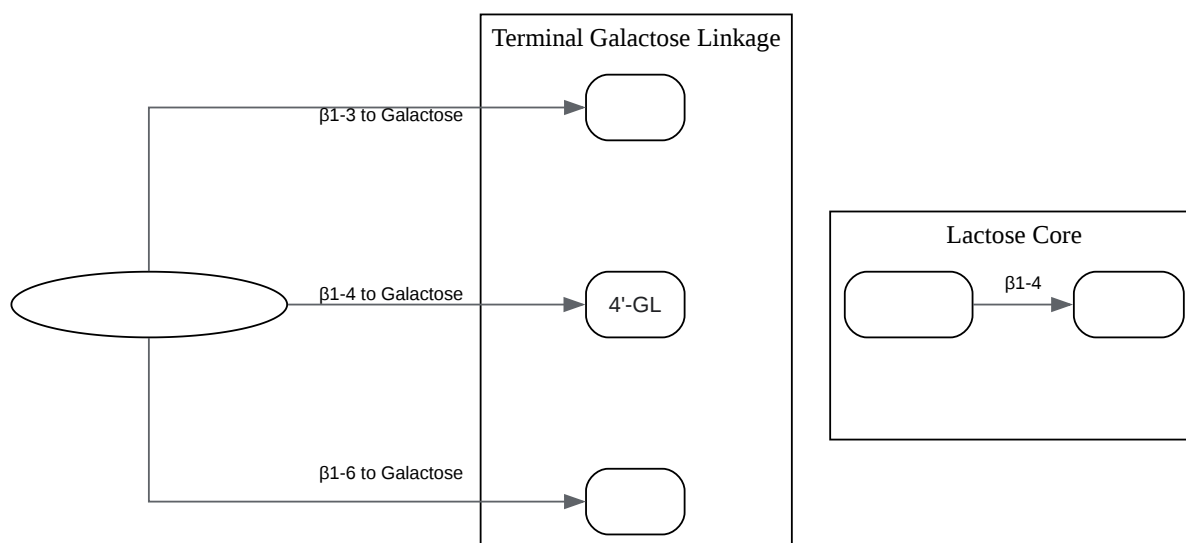 Terminal Galactose Linkage
β1-3 to Galactose
Lactose Core
β1-4 to Galactose
4'-GL
β1-4
β1-6 to Galactose